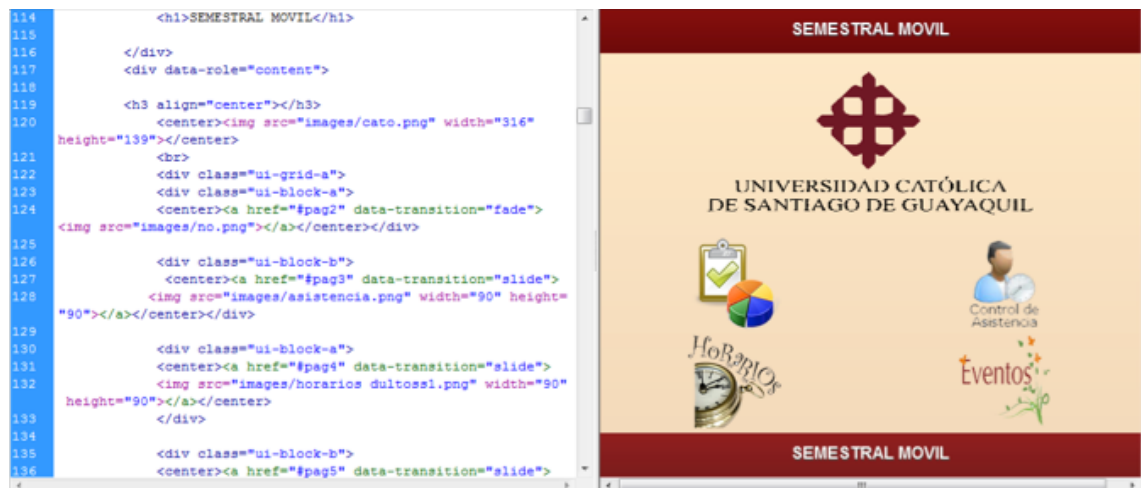 114 <h1>SEMESTRAL MOVIL</h1>
115
116 </div>
117 <div data-role="content">
118
119 <h3 align="center"></h3>
120 <center><img src="images/cato.png" width="316"
height="139"></center>
121 <br>
122 <div class="ui-grid-a">
123 <div class="ui-block-a">
124 <center><a href="#pag2" data-transition="fade">
<img src="images/no.png"></a></center></div>
125
126 <div class="ui-block-b">
127 <center><a href="#pag3" data-transition="slide">
128 <img src="images/asistencia.png" width="90" height=
"90"></a></center></div>
129
130 <div class="ui-block-a">
131 <center><a href="#pag4" data-transition="slide">
132 <img src="images/horarios dultoss1.png" width="90"
height="90"></a></center>
133 </div>
134
135 <div class="ui-block-b">
136 <center><a href="#pag5" data-transition="slide">
SEMESTRAL MOVIL
UNIVERSIDAD CATÓLICA
DE SANTIAGO DE GUAYAQUIL
Control de
Asistencia
HoRaRIOs
Eventos
SEMESTRAL MOVIL